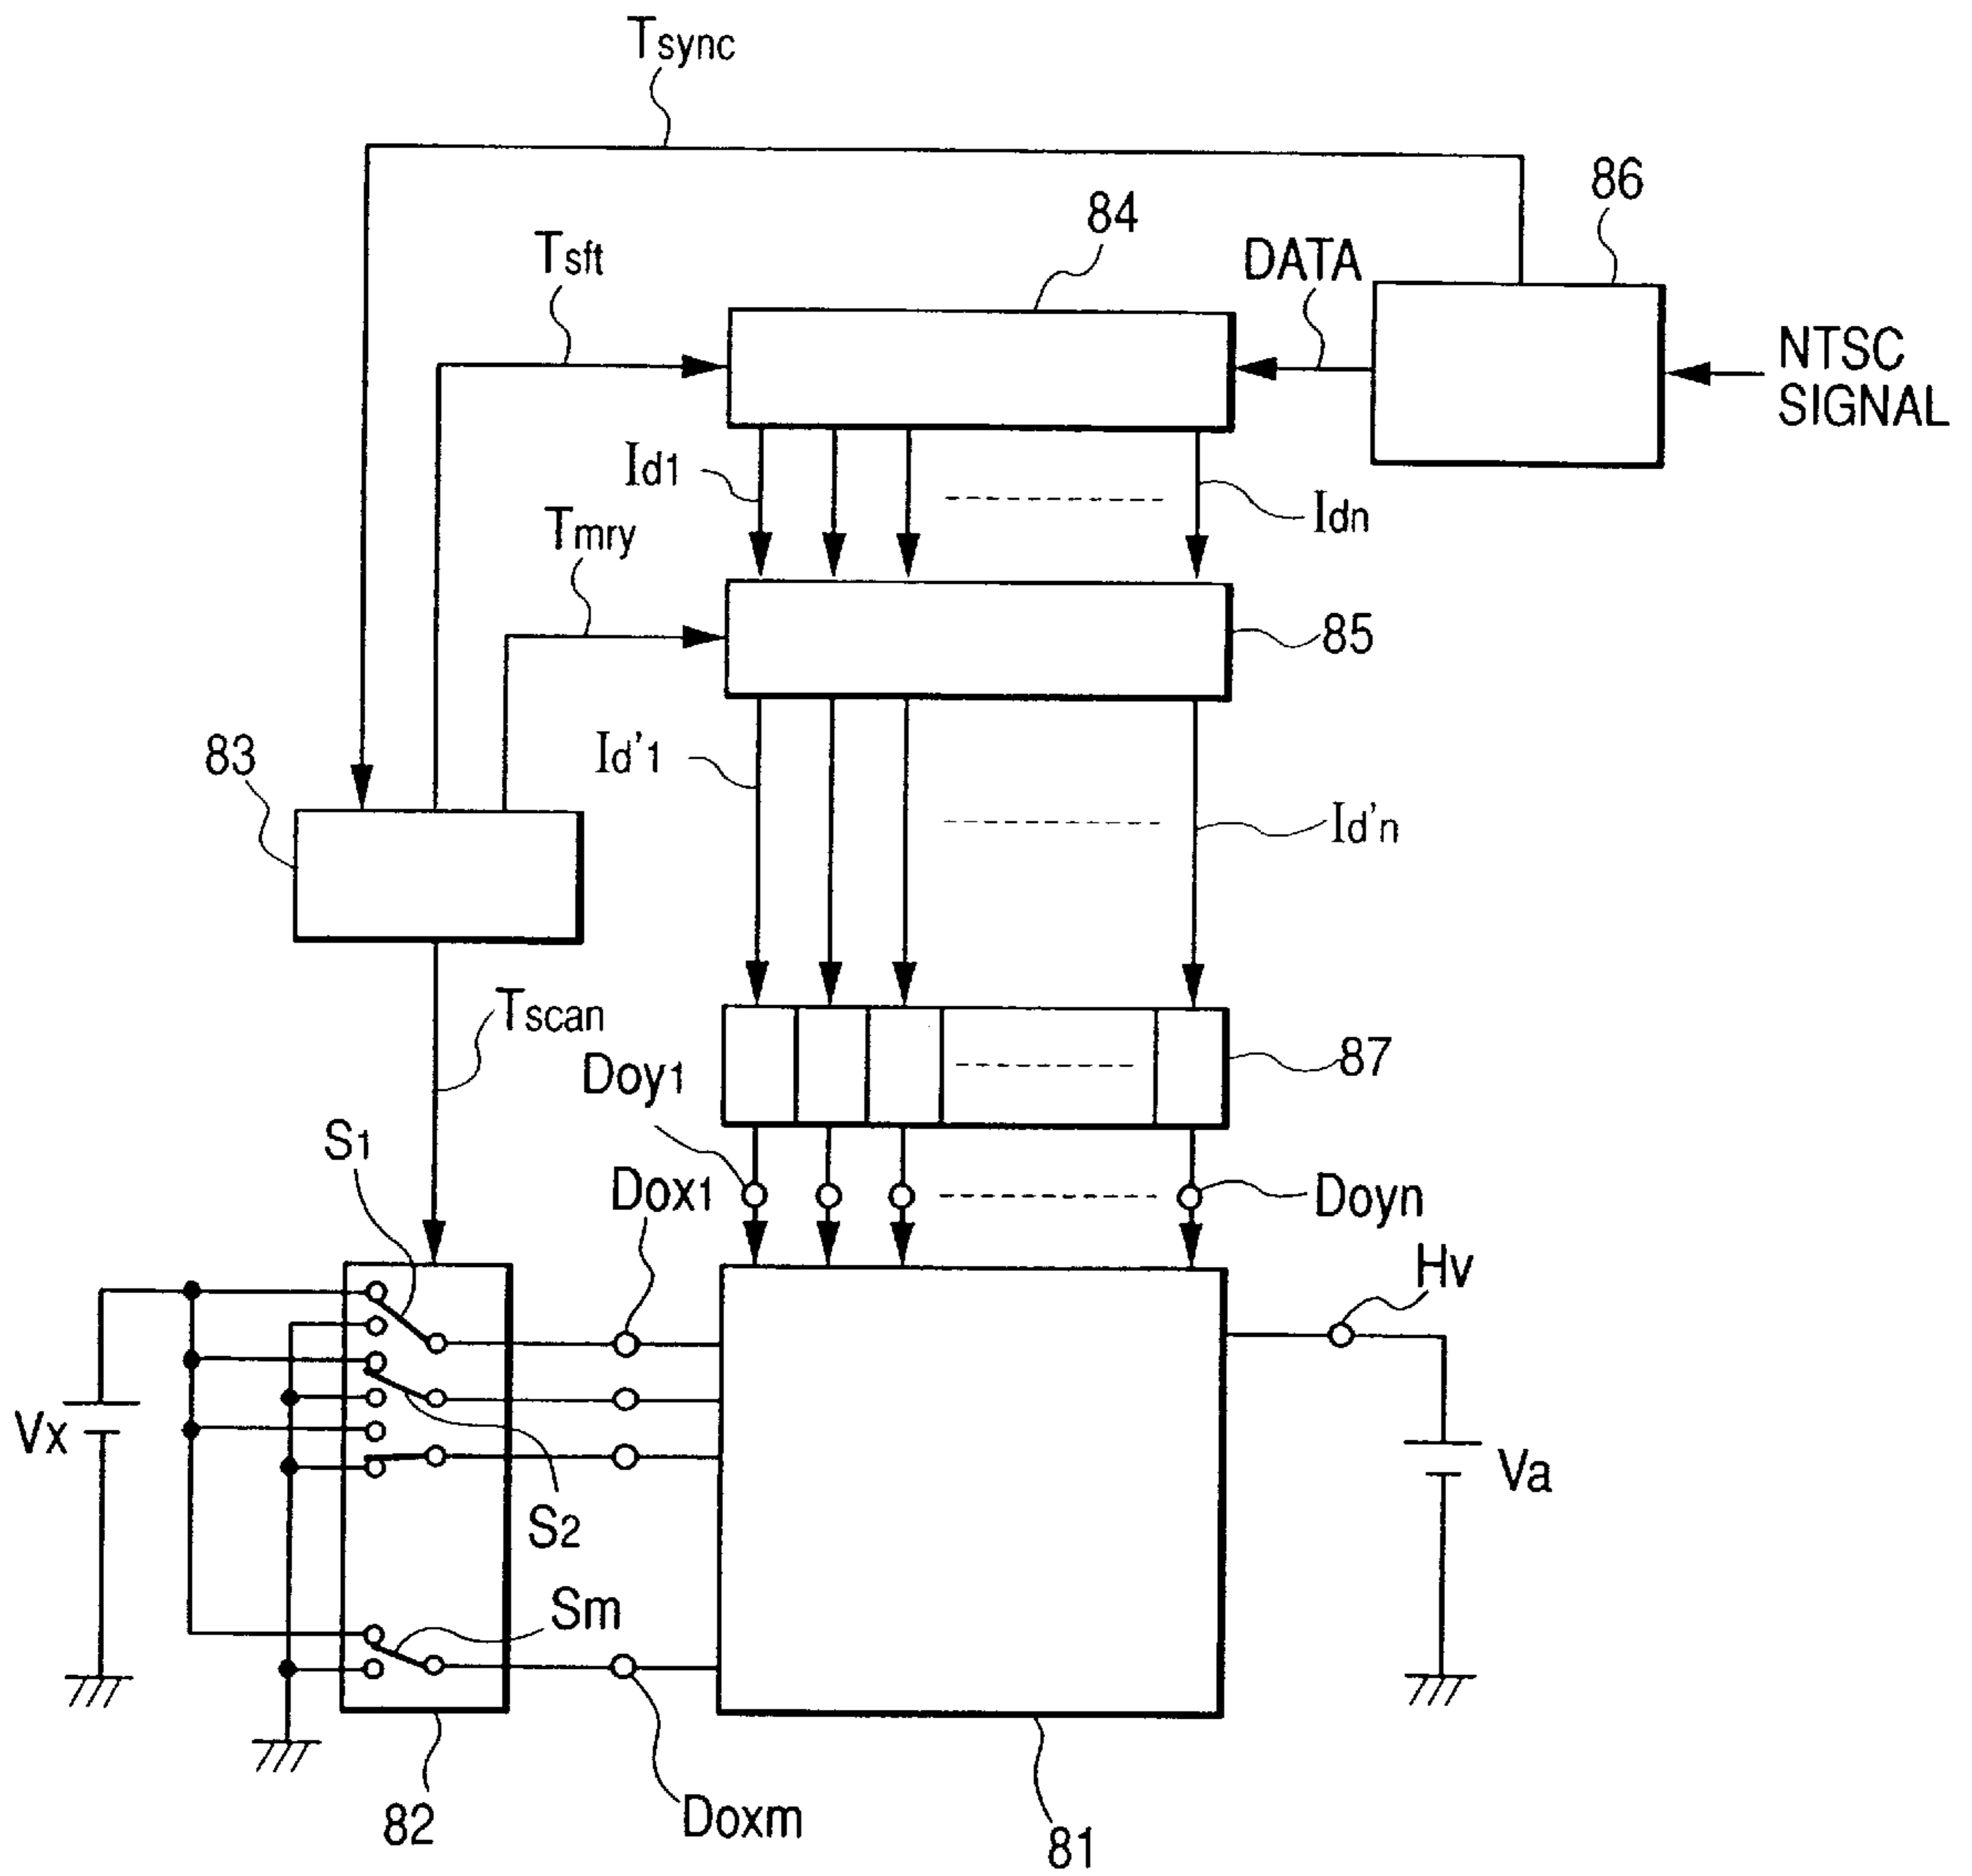 Tsync
86
84
Tsft
DATA
NTSC
SIGNAL
Id1
Idn
Tmry
85
83
Id'1
Id'n
Tscan
Doy1
87
S1
Dox1
Doyn
Hv
Vx
Va
S2
Sm
82
Doxm
81